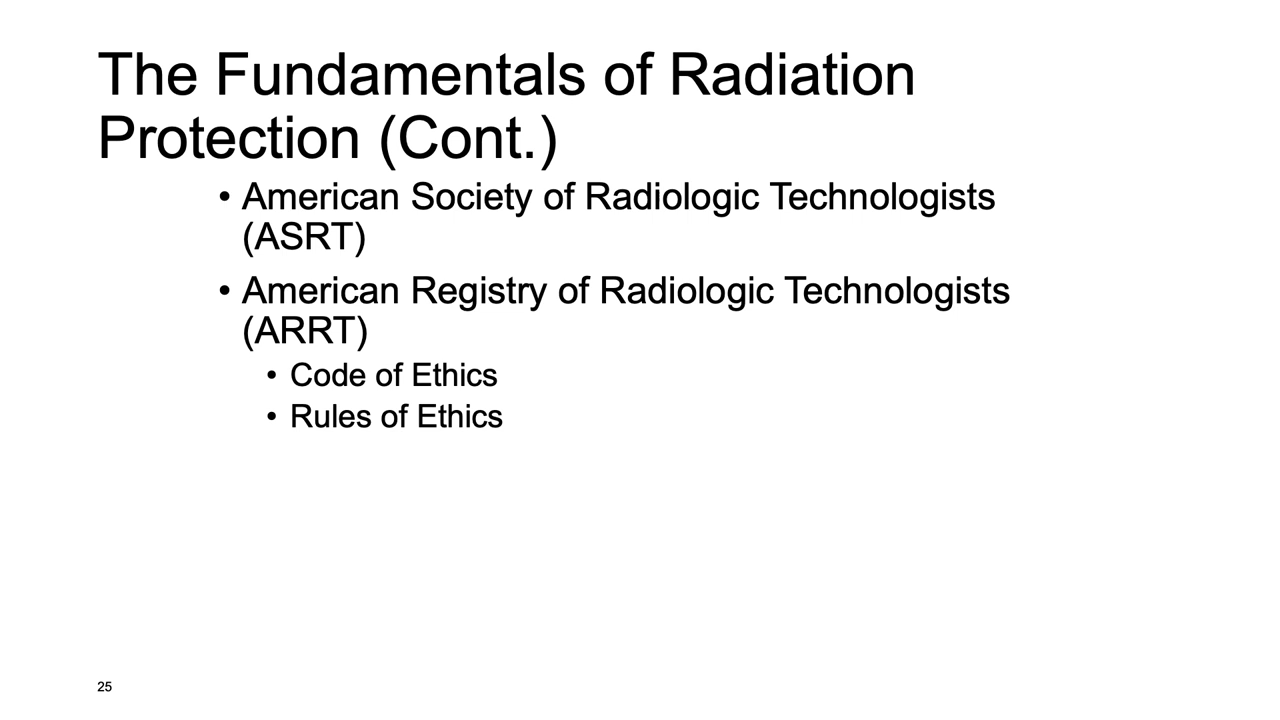 The Fundamentals of Radiation
Protection (Cont.)
• American Society of Radiologic Technologists
(ASRT)
• American Registry of Radiologic Technologists
(ARRT)
• Code of Ethics
• Rules of Ethics
25